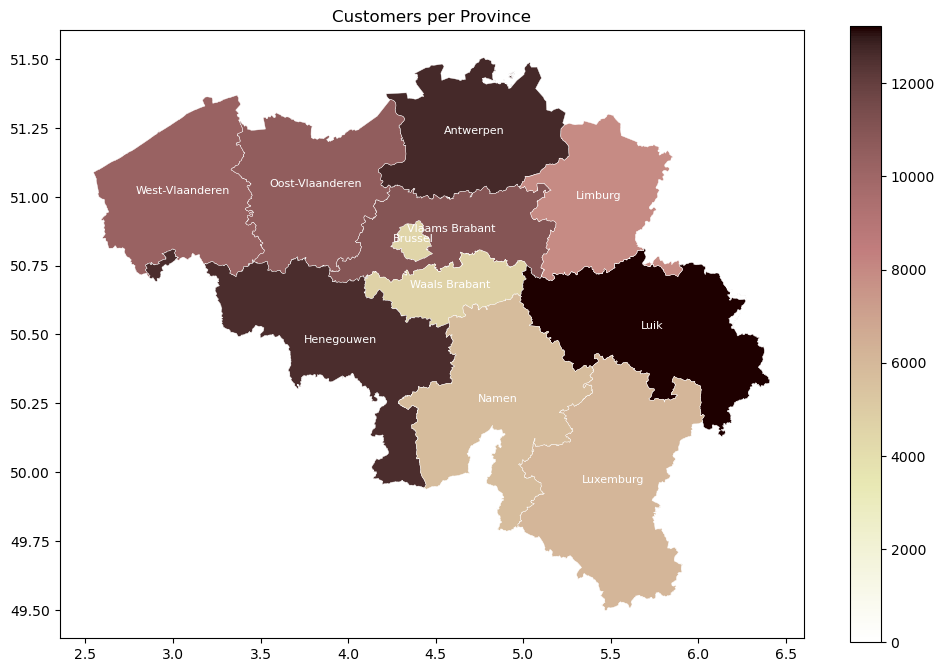 Customers per Province
51.50
51.25
51.00
50.75
50.50
50.25
50.00
49.75
49.50
2.5 3.0 3.5 4.0 4.5 5.0 5.5 6.0 6.5
Antwerpen
West-Vlaanderen
Oost-Vlaanderen
Limburg
Vlaams Brabant
Brussel
Waals Brabant
Luik
Henegouwen
Namen
Luxemburg
12000
10000
8000
6000
4000
2000
0